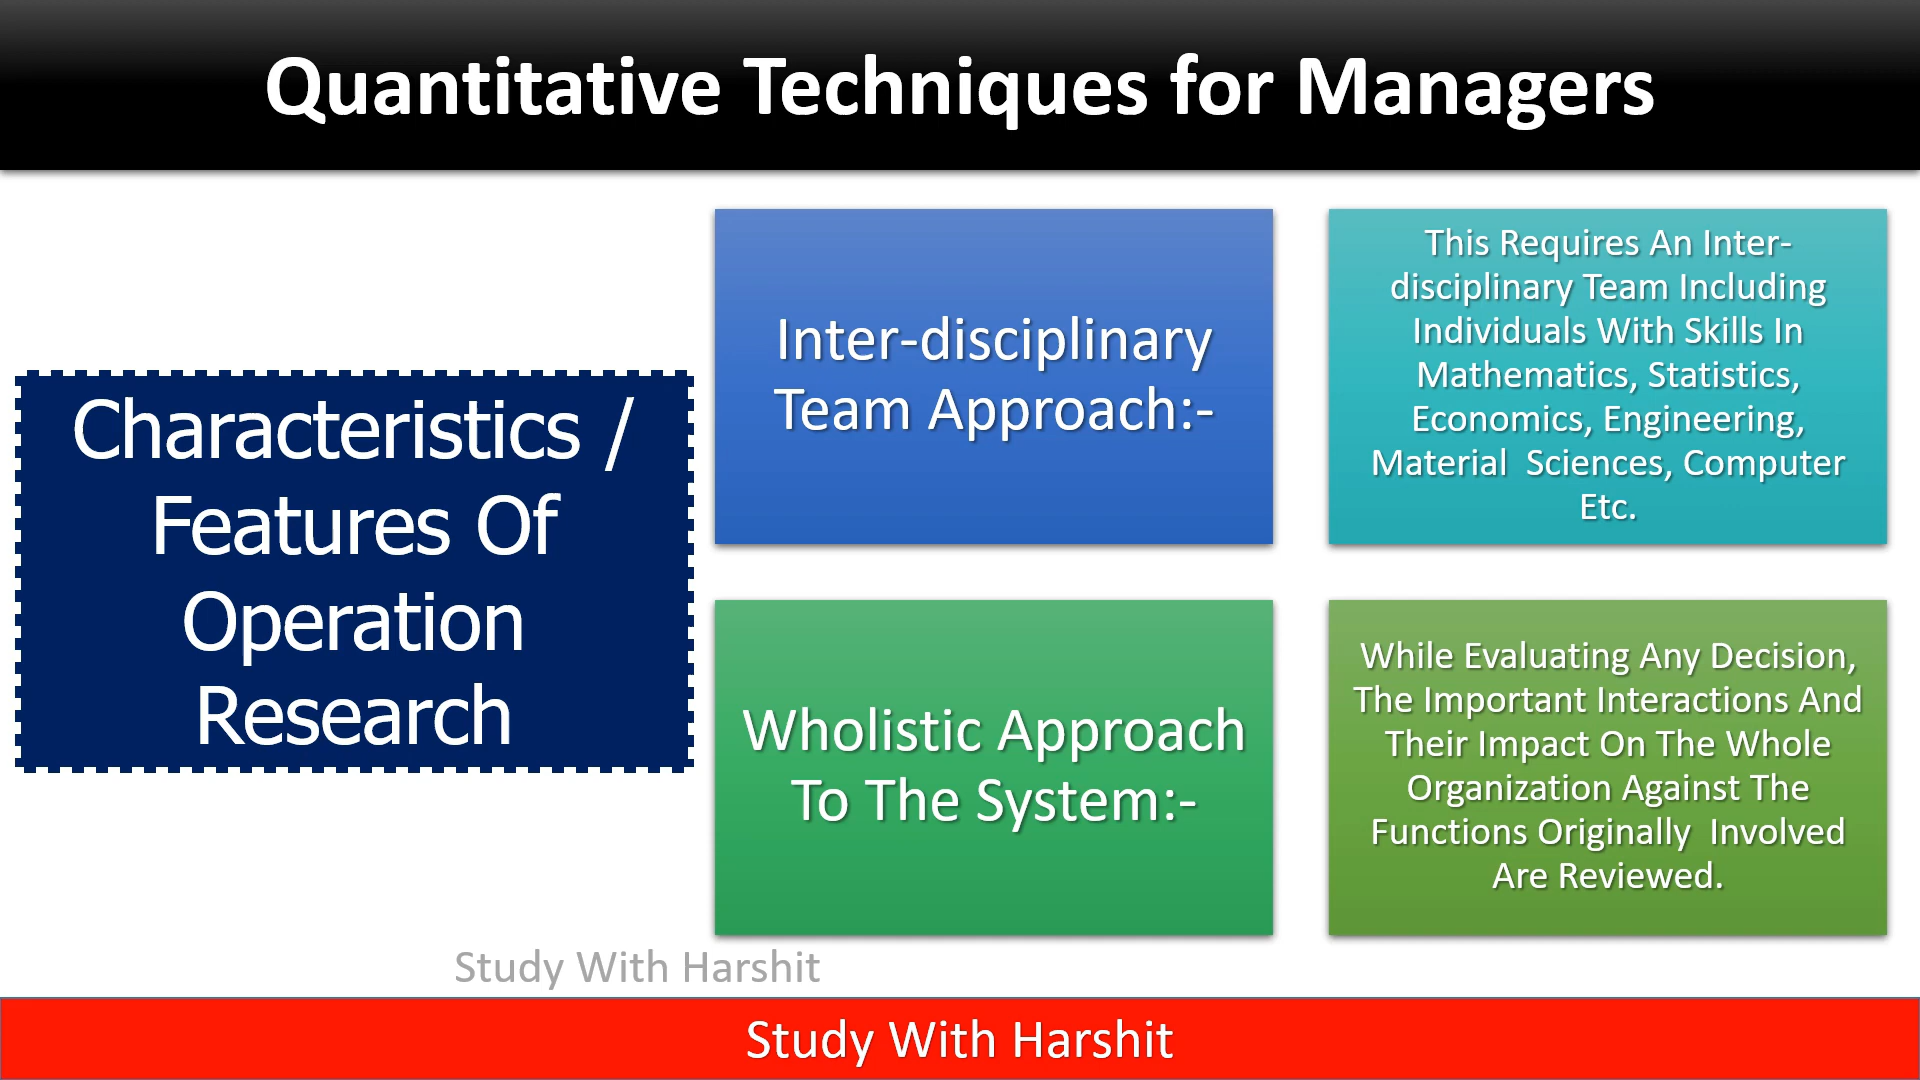 Quantitative Techniques for Managers
Characteristics /
Features Of
Operation
Research
Inter-disciplinary
Team Approach:-
This Requires An Inter-
disciplinary Team Including
Individuals With Skills In
Mathematics, Statistics,
Economics, Engineering,
Material  Sciences, Computer
Etc.
Wholistic Approach
To The System:-
While Evaluating Any Decision,
The Important Interactions And
Their Impact On The Whole
Organization Against The
Functions Originally  Involved
Are Reviewed.
Study With Harshit
Study With Harshit